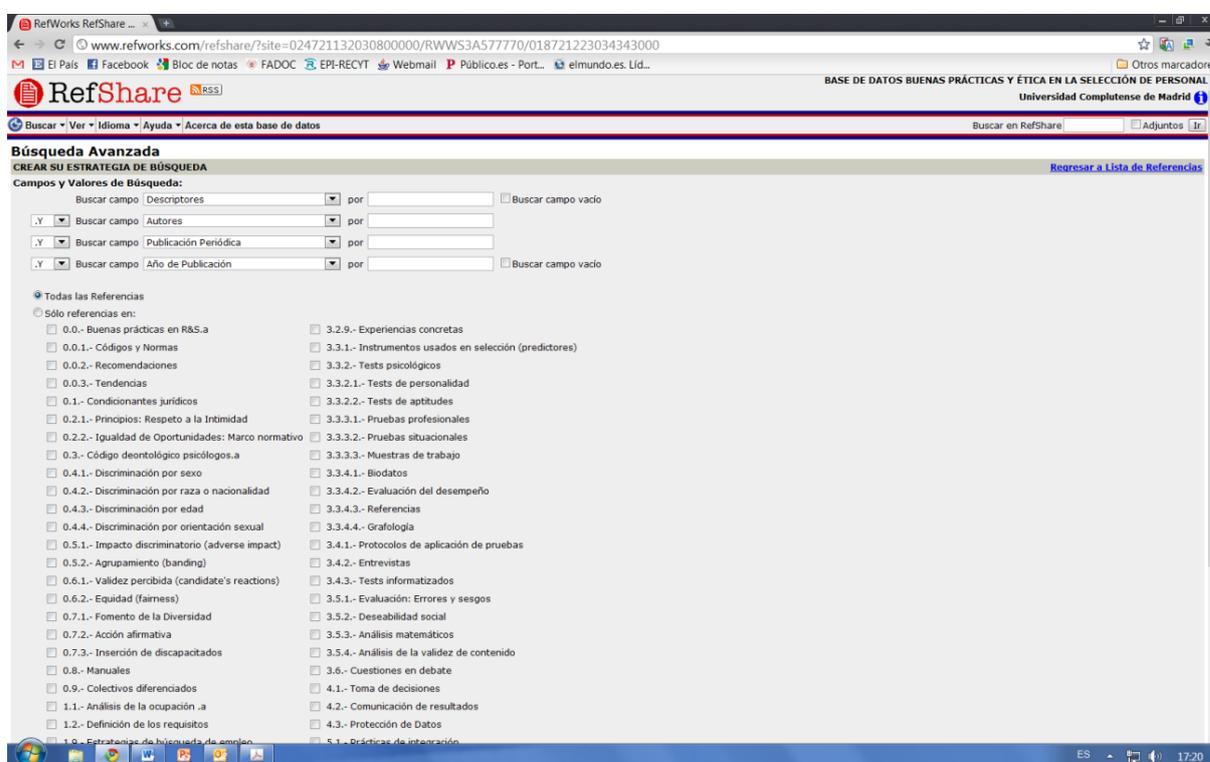 RefWorks RefShare ...
www.refworks.com/refshare/?site=024721132030800000/RWWS3A577770/018721223034343000
El País Facebook Bloc de notas FADOC EPI-RECYT Webmail Público.es - Port... elmundo.es. Líd... Otros marcadore
RefShare RSS
BASE DE DATOS BUENAS PRÁCTICAS Y ÉTICA EN LA SELECCIÓN DE PERSONAL
Universidad Complutense de Madrid
Buscar Ver Idioma Ayuda Acerca de esta base de datos Buscar en RefShare Adjuntos Ir
Búsqueda Avanzada
CREAR SU ESTRATEGIA DE BÚSQUEDA Regresar a Lista de Referencias
Campos y Valores de Búsqueda:
Buscar campo Descriptores por Buscar campo vacío
.Y Buscar campo Autores por
.Y Buscar campo Publicación Periódica por
.Y Buscar campo Año de Publicación por Buscar campo vacío
Todas las Referencias
Sólo referencias en:
0.0.- Buenas prácticas en R&S.a 3.2.9.- Experiencias concretas
0.0.1.- Códigos y Normas 3.3.1.- Instrumentos usados en selección (predictores)
0.0.2.- Recomendaciones 3.3.2.- Tests psicológicos
0.0.3.- Tendencias 3.3.2.1.- Tests de personalidad
0.1.- Condicionantes jurídicos 3.3.2.2.- Tests de aptitudes
0.2.1.- Principios: Respeto a la Intimidad 3.3.3.1.- Pruebas profesionales
0.2.2.- Igualdad de Oportunidades: Marco normativo 3.3.3.2.- Pruebas situacionales
0.3.- Código deontológico psicólogos.a 3.3.3.3.- Muestras de trabajo
0.4.1.- Discriminación por sexo 3.3.4.1.- Biodatos
0.4.2.- Discriminación por raza o nacionalidad 3.3.4.2.- Evaluación del desempeño
0.4.3.- Discriminación por edad 3.3.4.3.- Referencias
0.4.4.- Discriminación por orientación sexual 3.3.4.4.- Grafología
0.5.1.- Impacto discriminatorio (adverse impact) 3.4.1.- Protocolos de aplicación de pruebas
0.5.2.- Agrupamiento (banding) 3.4.2.- Entrevistas
0.6.1.- Validez percibida (candidate's reactions) 3.4.3.- Tests informatizados
0.6.2.- Equidad (fairness) 3.5.1.- Evaluación: Errores y sesgos
0.7.1.- Fomento de la Diversidad 3.5.2.- Deseabilidad social
0.7.2.- Acción afirmativa 3.5.3.- Análisis matemáticos
0.7.3.- Inserción de discapacitados 3.5.4.- Análisis de la validez de contenido
0.8.- Manuales 3.6.- Cuestiones en debate
0.9.- Colectivos diferenciados 4.1.- Toma de decisiones
1.1.- Análisis de la ocupación .a 4.2.- Comunicación de resultados
1.2.- Definición de los requisitos 4.3.- Protección de Datos
1.9.- Estrategias de búsqueda de empleo 5.1.- Prácticas de integración
ES 17:20